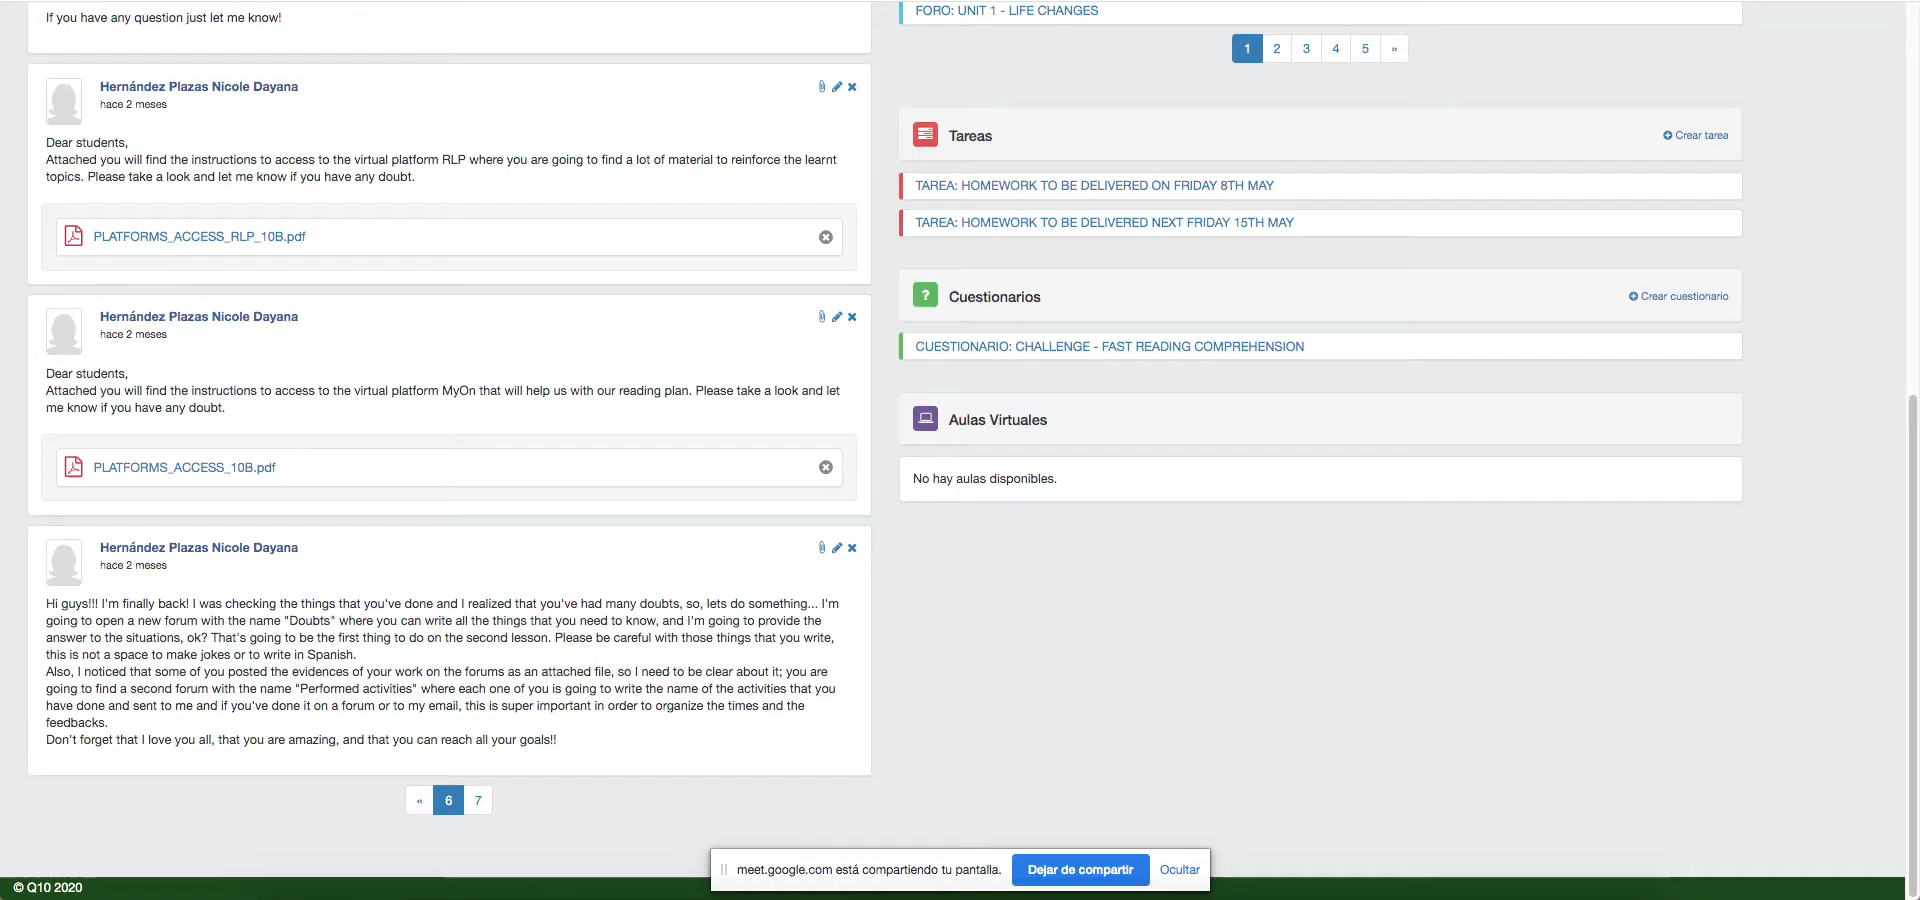 If you have any question just let me know!
Hernández Plazas Nicole Dayana
hace 2 meses
Dear students,
Attached you will find the instructions to access to the virtual platform RLP where you are going to find a lot of material to reinforce the learnt
topics. Please take a look and let me know if you have any doubt.
PLATFORMS_ACCESS_RLP_10B.pdf
Hernández Plazas Nicole Dayana
hace 2 meses
Dear students,
Attached you will find the instructions to access to the virtual platform MyOn that will help us with our reading plan. Please take a look and let
me know if you have any doubt.
PLATFORMS_ACCESS_10B.pdf
Hernández Plazas Nicole Dayana
hace 2 meses
Hi guys!!! I'm finally back! I was checking the things that you've done and I realized that you've had many doubts, so, lets do something... I'm
going to open a new forum with the name "Doubts" where you can write all the things that you need to know, and I'm going to provide the
answer to the situations, ok? That's going to be the first thing to do on the second lesson. Please be careful with those things that you write,
this is not a space to make jokes or to write in Spanish.
Also, I noticed that some of you posted the evidences of your work on the forums as an attached file, so I need to be clear about it; you are
going to find a second forum with the name "Performed activities" where each one of you is going to write the name of the activities that you
have done and sent to me and if you've done it on a forum or to my email, this is super important in order to organize the times and the
feedbacks.
Don't forget that I love you all, that you are amazing, and that you can reach all your goals!!
« 6 7
FORO: UNIT 1 - LIFE CHANGES
1 2 3 4 5 »
Tareas
Crear tarea
TAREA: HOMEWORK TO BE DELIVERED ON FRIDAY 8TH MAY
TAREA: HOMEWORK TO BE DELIVERED NEXT FRIDAY 15TH MAY
? Cuestionarios
Crear cuestionario
CUESTIONARIO: CHALLENGE - FAST READING COMPREHENSION
Aulas Virtuales
No hay aulas disponibles.
meet.google.com está compartiendo tu pantalla. Dejar de compartir Ocultar
© Q10 2020